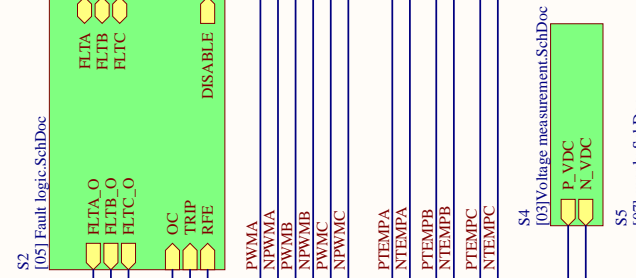 FLTA
FLTB
FLTC
DISABLE
S2
[05] Fault logic.SchDoc
FLTA_O
FLTB_O
FLTC_O
OC
TRIP
RFE
PWMA
NPWMA
PWMB
NPWMB
PWMC
NPWMC
PTEMPA
NTEMPA
PTEMPB
NTEMPB
PTEMPC
NTEMPC
S4
[03]Voltage measurement.SchDoc
P_VDC
N_VDC
S5